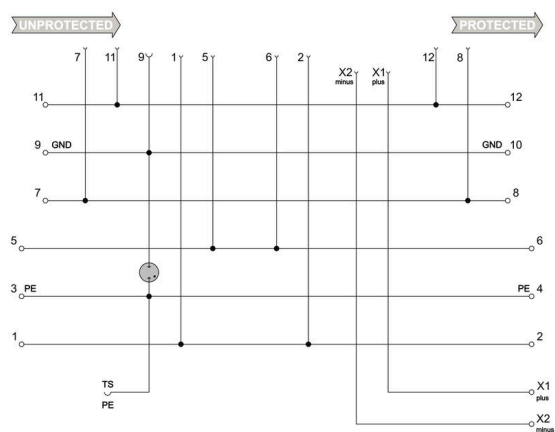 UNPROTECTED PROTECTED
7 11 9 1 5 6 2 12 8
X2 X1
minus plus
11 12
9 GND GND 10
7 8
5 6
3 PE PE 4
1 2
TS X1
plus
PE
X2
minus